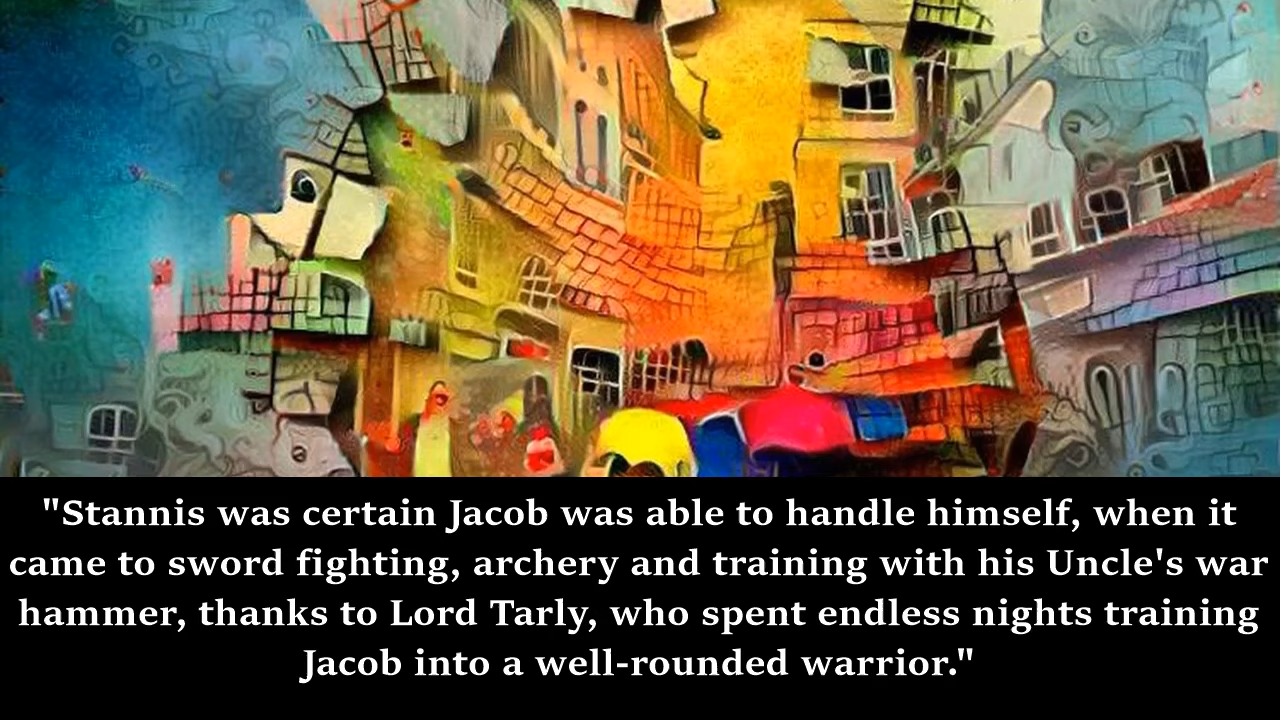 "Stannis was certain Jacob was able to handle himself, when it
came to sword fighting, archery and training with his Uncle's war
hammer, thanks to Lord Tarly, who spent endless nights training
Jacob into a well-rounded warrior."